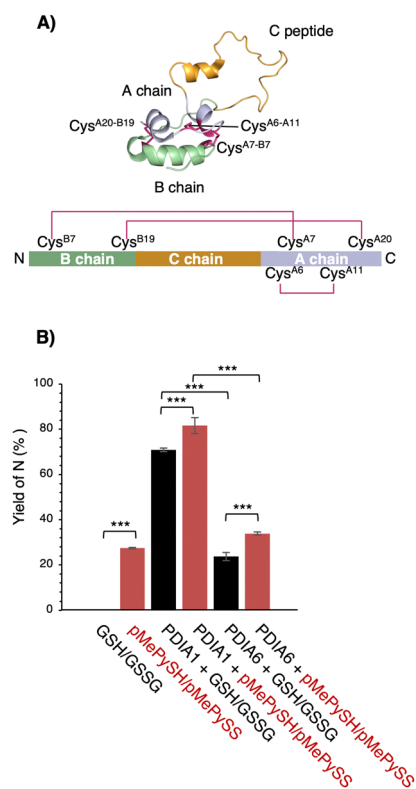 A)
C peptide
A chain
Cys^A20-B19
Cys^A6-A11
Cys^A7-B7
B chain
Cys^B7 Cys^B19 Cys^A7 Cys^A20
N B chain C chain A chain C
Cys^A6 Cys^A11
B)
Yield of N (%)
100
80
60
40
20
0
***
***
***
***
***
GSH/GSSG
pMePySH/pMePySS
PDIA1 + GSH/GSSG
PDIA1 + pMePySH/pMePySS
PDIA6 + GSH/GSSG
PDIA6 + pMePySH/pMePySS